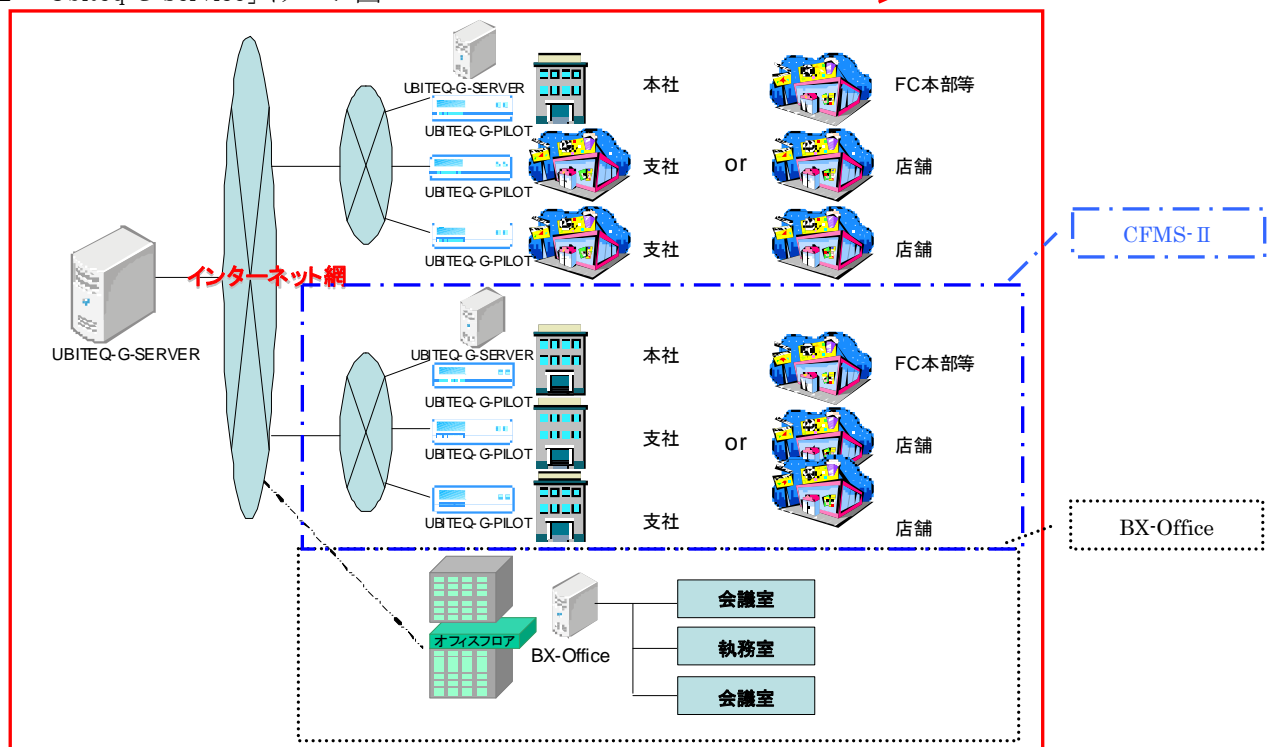 UBITEQ-G-SERVER
本社
FC本部等
UBITEQ-G-PILOT
支社
or
店舗
UBITEQ-G-PILOT
支社
店舗
UBITEQ-G-PILOT
CFMS-Ⅱ
インターネット網
UBITEQ-G-SERVER
UBITEQ-G-SERVER
本社
FC本部等
UBITEQ-G-PILOT
支社
or
店舗
UBITEQ-G-PILOT
支社
店舗
UBITEQ-G-PILOT
BX-Office
オフィスフロア
BX-Office
会議室
執務室
会議室